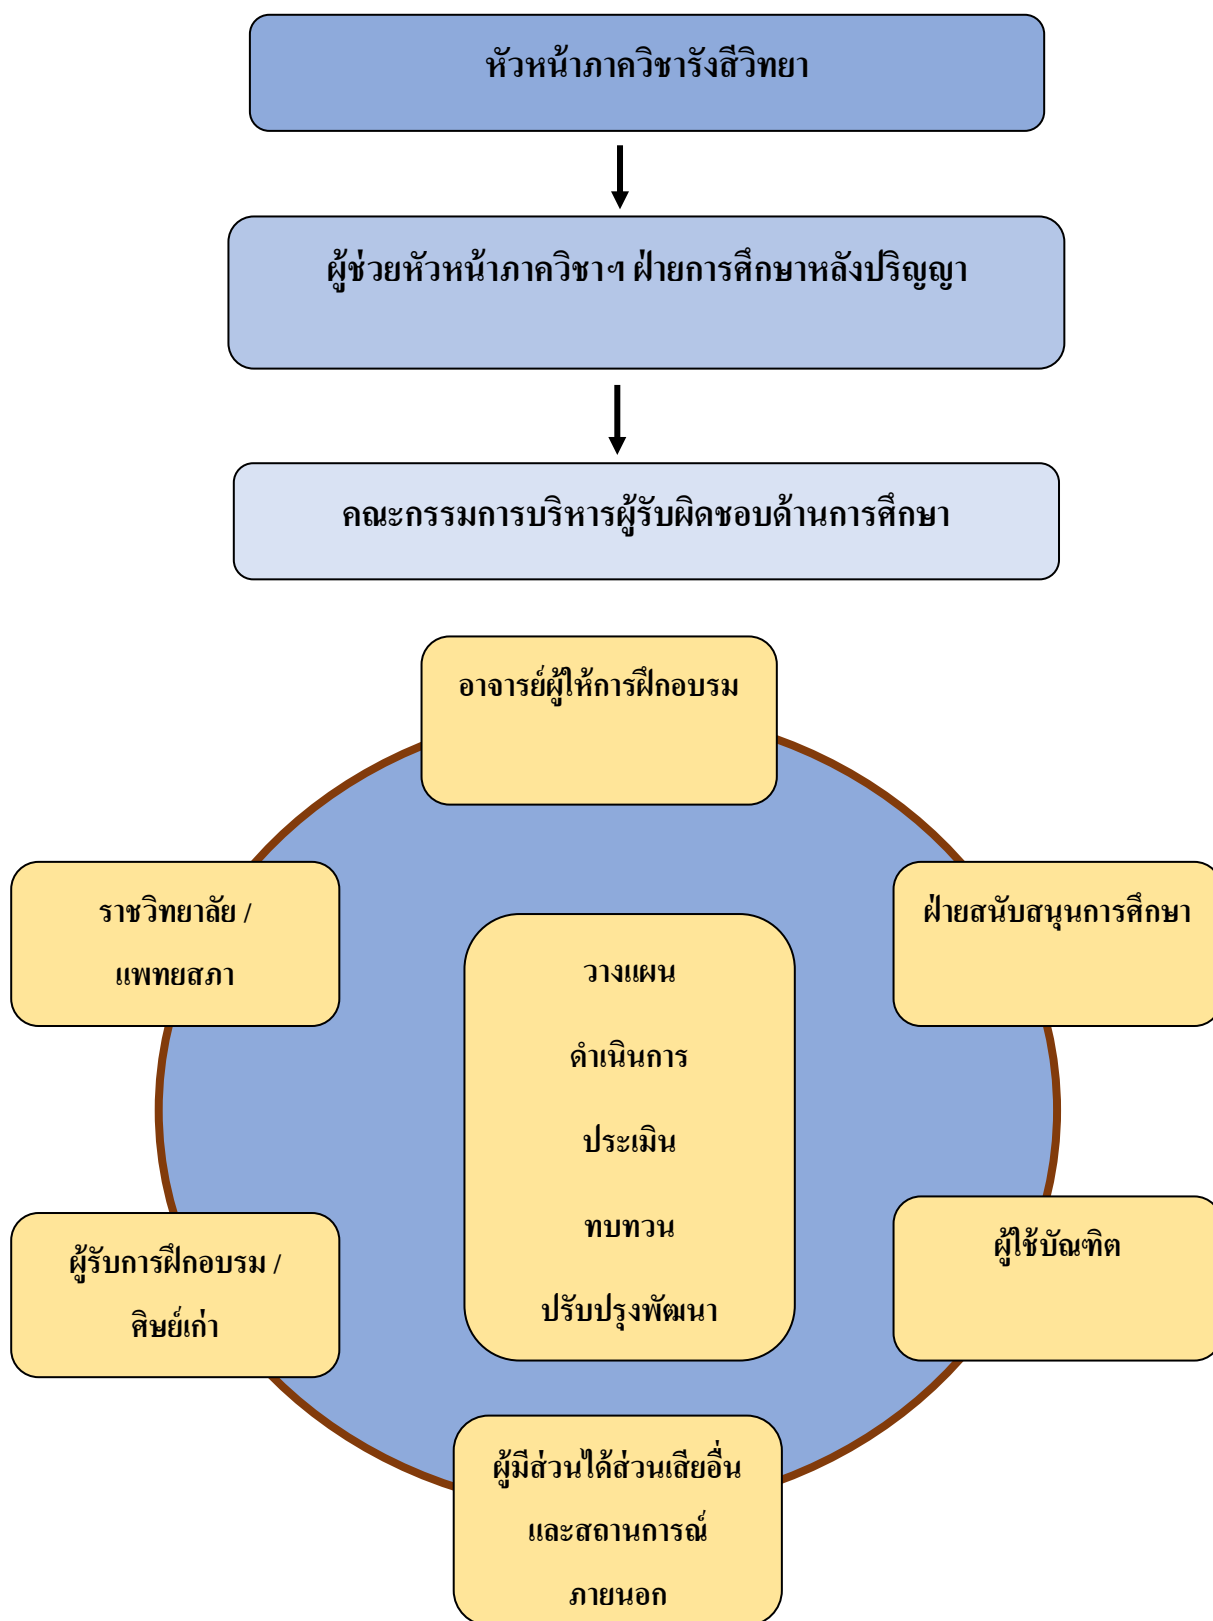 หัวหน้าภาควิชารังสีวิทยา
ผู้ช่วยหัวหน้าภาควิชาฯ ฝ่ายการศึกษาหลังปริญญา
คณะกรรมการบริหารผู้รับผิดชอบด้านการศึกษา
อาจารย์ผู้ให้การฝึกอบรม
ราชวิทยาลัย /
แพทยสภา
ฝ่ายสนับสนุนการศึกษา
วางแผน
ดำเนินการ
ประเมิน
ทบทวน
ปรับปรุงพัฒนา
ผู้รับการฝึกอบรม /
ศิษย์เก่า
ผู้ใช้บัณฑิต
ผู้มีส่วนได้ส่วนเสียอื่น
และสถานการณ์
ภายนอก